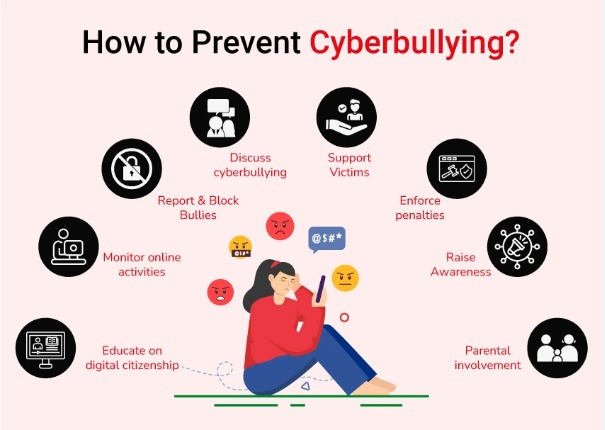 How to Prevent Cyberbullying?
Discuss
cyberbullying
Support
Victims
Report & Block
Bullies
Enforce
penalties
Monitor online
activities
Raise
Awareness
Educate on
digital citizenship
Parental
involvement
@$#*
@#*